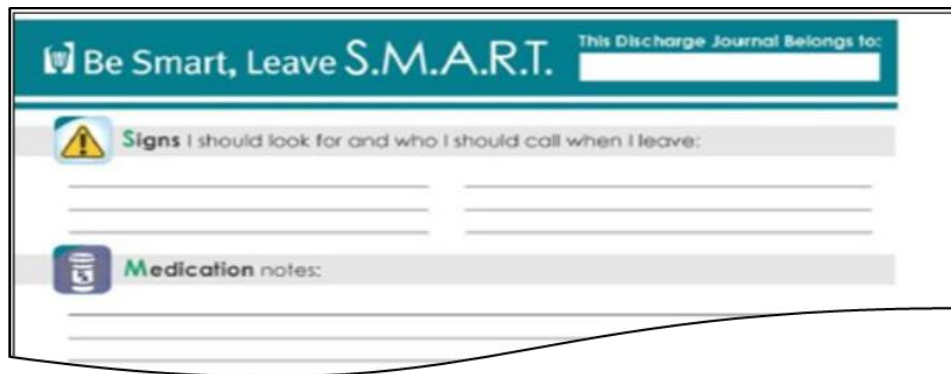 Be Smart, Leave S.M.A.R.T.
This Discharge Journal Belongs to:
Signs I should look for and who I should call when I leave:
Medication notes: